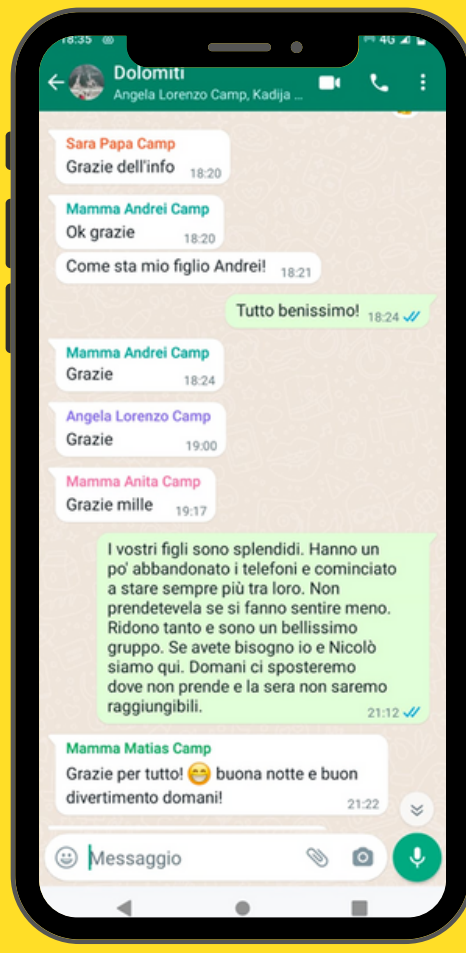 18:35
4G
Dolomiti
Angela Lorenzo Camp, Kadija ...
Sara Papa Camp
Grazie dell'info 18:20
Mamma Andrei Camp
Ok grazie 18:20
Come sta mio figlio Andrei! 18:21
Tutto benissimo! 18:24
Mamma Andrei Camp
Grazie 18:24
Angela Lorenzo Camp
Grazie 19:00
Mamma Anita Camp
Grazie mille 19:17
I vostri figli sono splendidi. Hanno un
po' abbandonato i telefoni e cominciato
a stare sempre più tra loro. Non
prendetevela se si fanno sentire meno.
Ridono tanto e sono un bellissimo
gruppo. Se avete bisogno io e Nicolò
siamo qui. Domani ci sposteremo
dove non prende e la sera non saremo
raggiungibili. 21:12
Mamma Matias Camp
Grazie per tutto! 😁 buona notte e buon
divertimento domani! 21:22
Messaggio